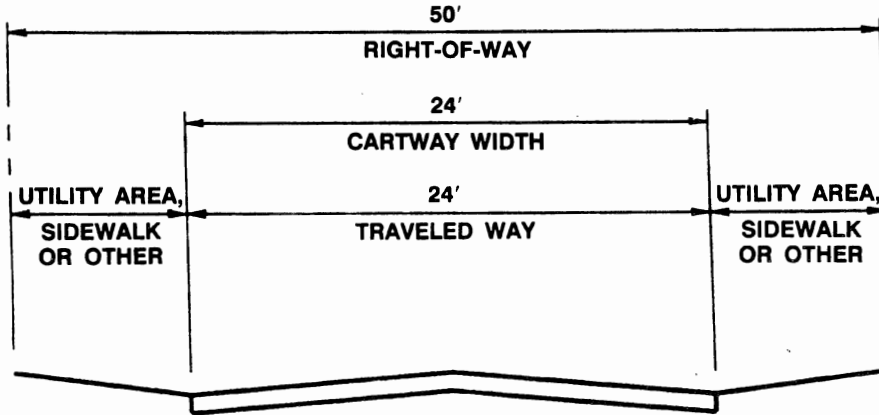 50′
RIGHT-OF-WAY
24′
CARTWAY WIDTH
UTILITY AREA,
SIDEWALK
OR OTHER
24′
TRAVELED WAY
UTILITY AREA,
SIDEWALK
OR OTHER